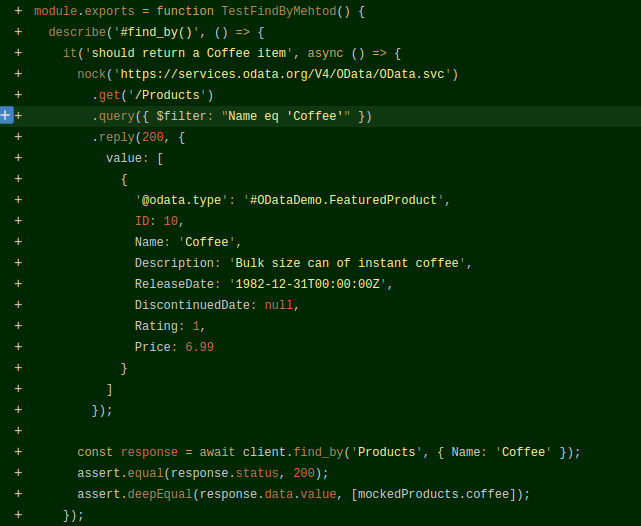 + module.exports = function TestFindByMehtod() {
+   describe('#find_by()', () => {
+     it('should return a Coffee item', async () => {
+       nock('https://services.odata.org/V4/OData/OData.svc')
+         .get('/Products')
+ +         .query({ $filter: "Name eq 'Coffee'" })
+         .reply(200, {
+           value: [
+             {
+               '@odata.type': '#ODataDemo.FeaturedProduct',
+               ID: 10,
+               Name: 'Coffee',
+               Description: 'Bulk size can of instant coffee',
+               ReleaseDate: '1982-12-31T00:00:00Z',
+               DiscontinuedDate: null,
+               Rating: 1,
+               Price: 6.99
+             }
+           ]
+         });
+
+       const response = await client.find_by('Products', { Name: 'Coffee' });
+       assert.equal(response.status, 200);
+       assert.deepEqual(response.data.value, [mockedProducts.coffee]);
+     });